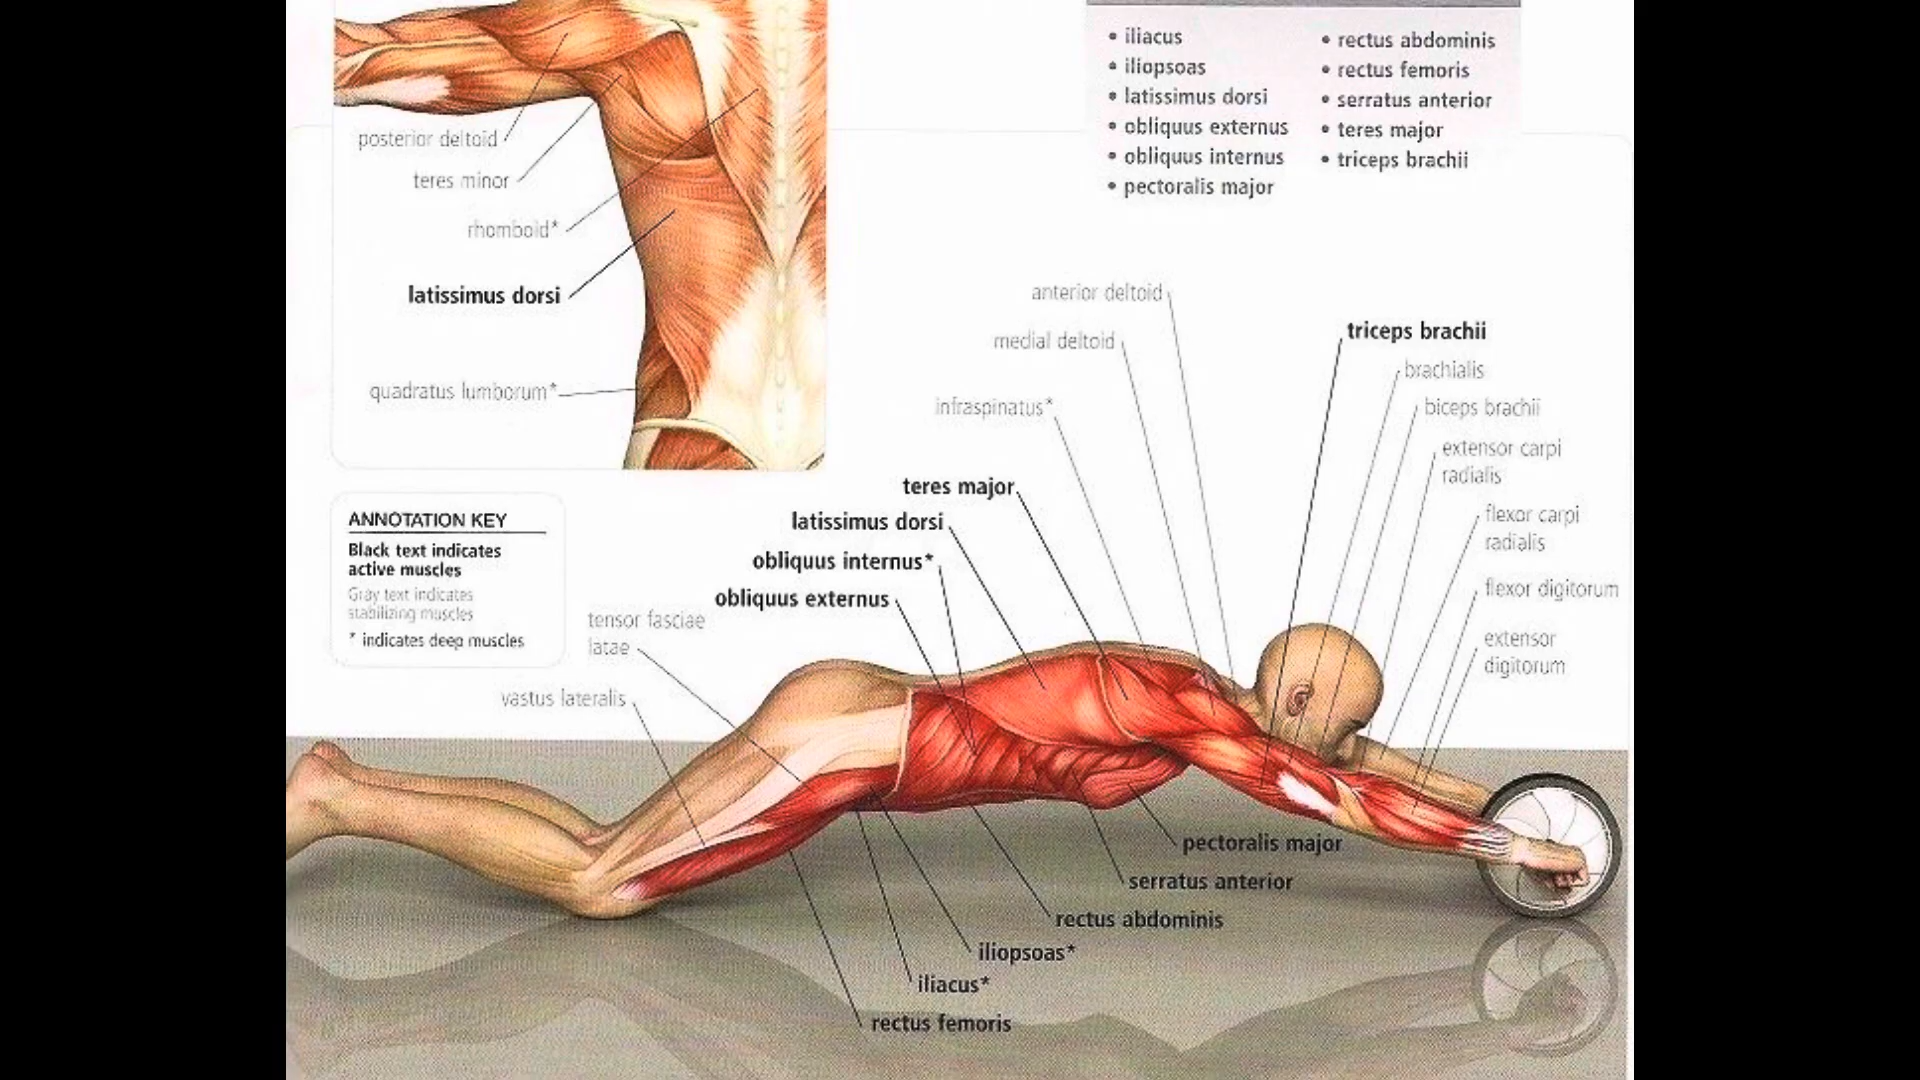 • iliacus
• iliopsoas
• latissimus dorsi
• obliquus externus
• obliquus internus
• pectoralis major
• rectus abdominis
• rectus femoris
• serratus anterior
• teres major
• triceps brachii
posterior deltoid
teres minor
rhomboid*
latissimus dorsi
quadratus lumborum*
ANNOTATION KEY
Black text indicates
active muscles
Gray text indicates
stabilizing muscles
* indicates deep muscles
anterior deltoid
medial deltoid
infraspinatus*
teres major
latissimus dorsi
obliquus internus*
obliquus externus
tensor fasciae
latae
vastus lateralis
triceps brachii
brachialis
biceps brachii
extensor carpi
radialis
flexor carpi
radialis
flexor digitorum
extensor
digitorum
pectoralis major
serratus anterior
rectus abdominis
iliopsoas*
iliacus*
rectus femoris